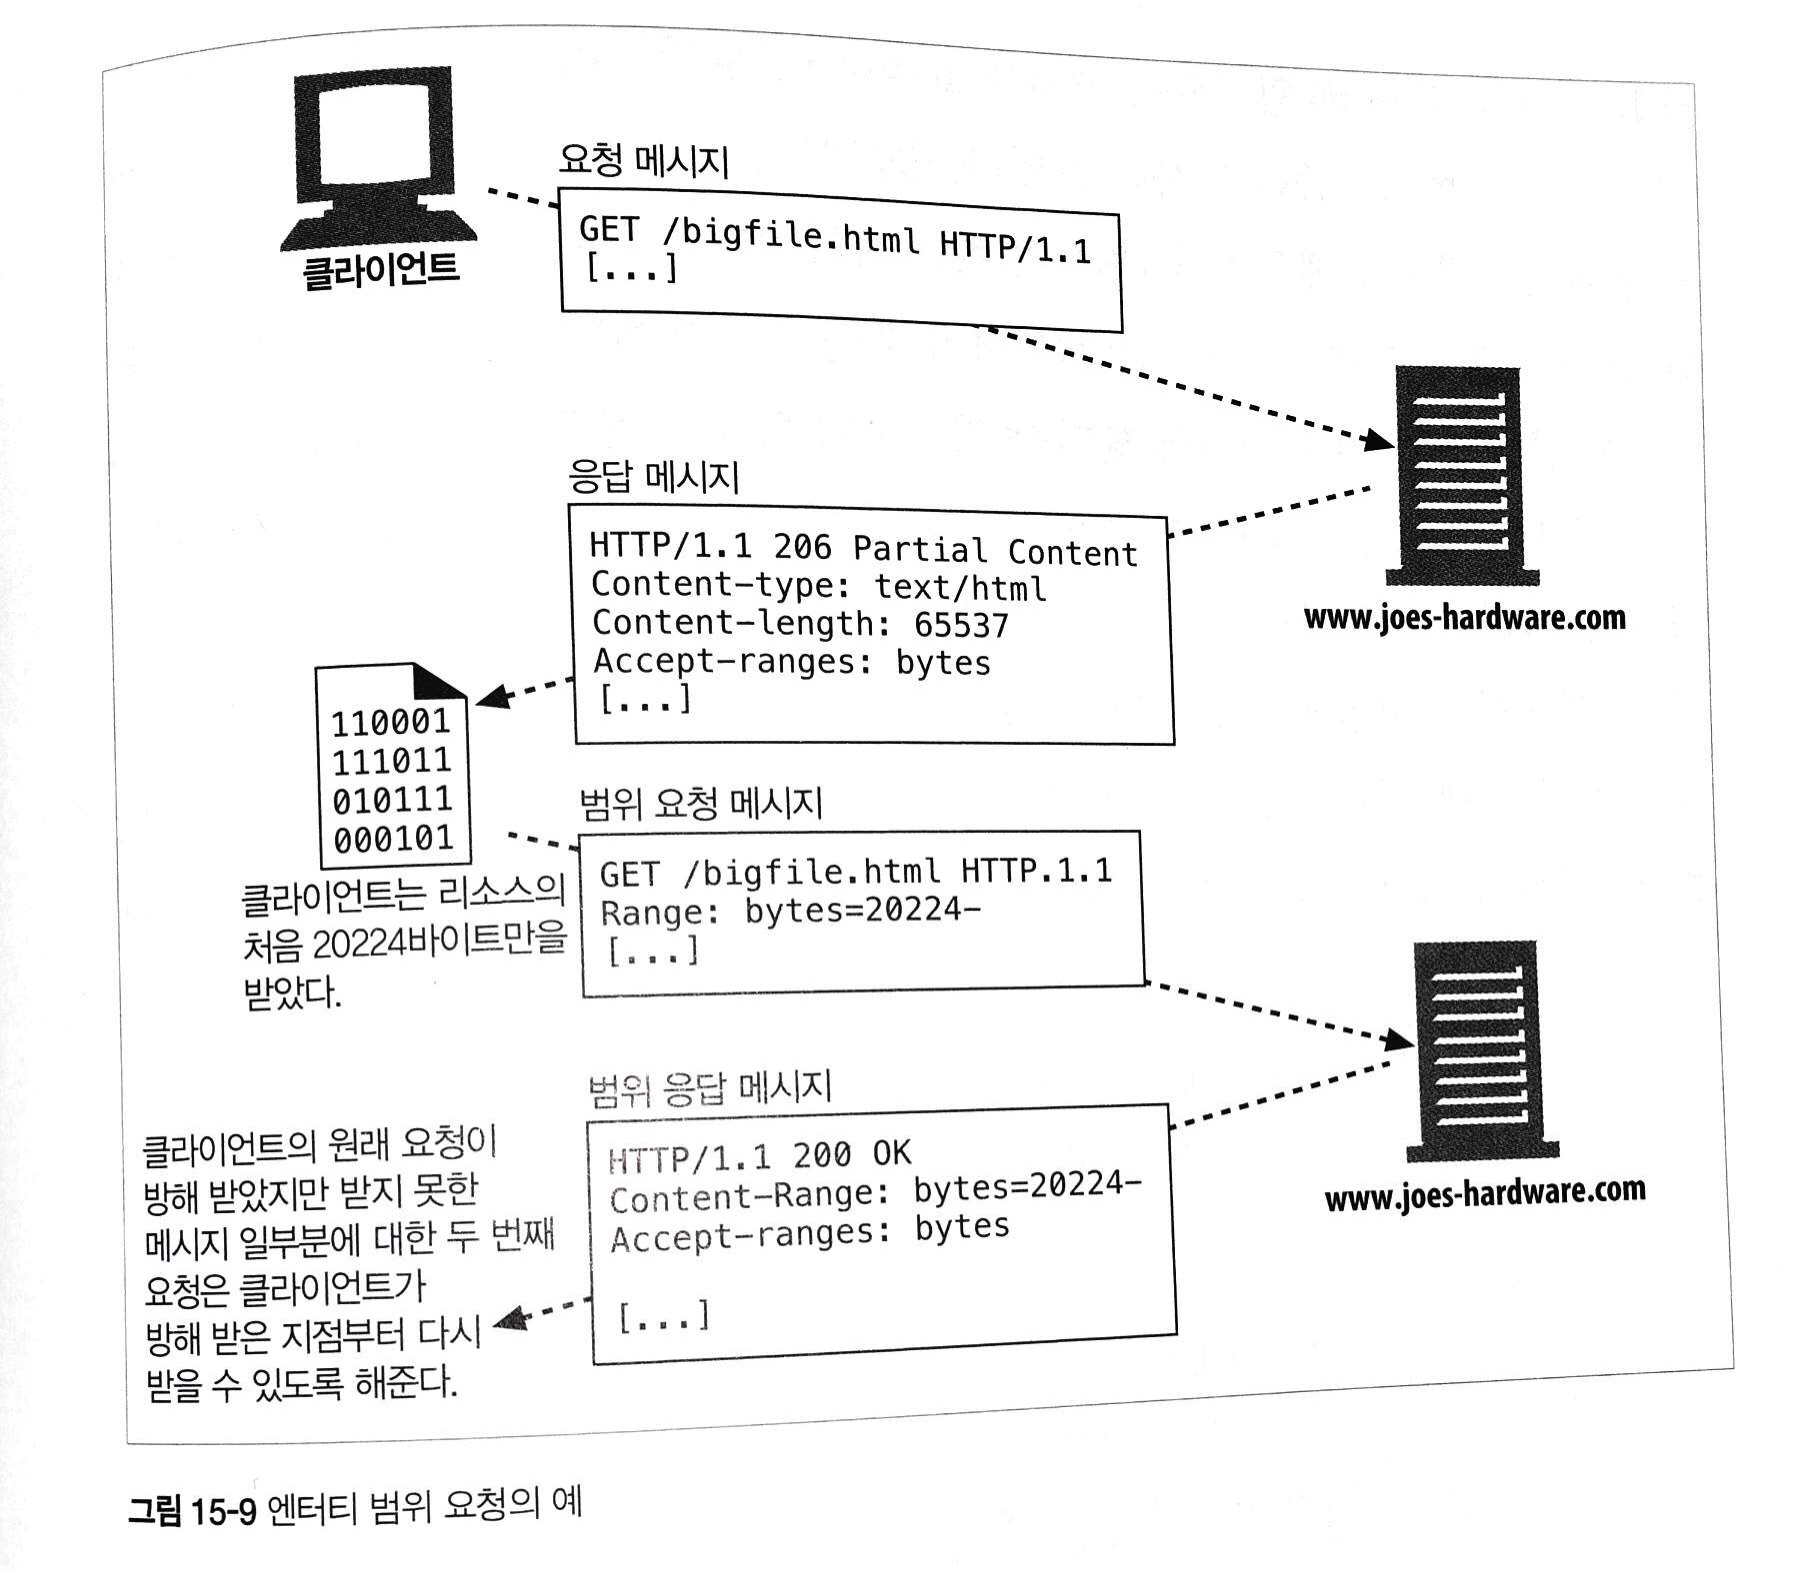 요청 메시지
GET /bigfile.html HTTP/1.1
[...]
클라이언트
응답 메시지
HTTP/1.1 206 Partial Content
Content-type: text/html
Content-length: 65537
Accept-ranges: bytes
[...]
www.joes-hardware.com
110001
111011
010111
000101
클라이언트는 리소스의
처음 20224바이트만을
받았다.
범위 요청 메시지
GET /bigfile.html HTTP.1.1
Range: bytes=20224-
[...]
범위 응답 메시지
HTTP/1.1 200 OK
Content-Range: bytes=20224-
Accept-ranges: bytes
[...]
www.joes-hardware.com
클라이언트의 원래 요청이
방해 받았지만 받지 못한
메시지 일부분에 대한 두 번째
요청은 클라이언트가
방해 받은 지점부터 다시
받을 수 있도록 해준다.
그림 15-9 엔터티 범위 요청의 예